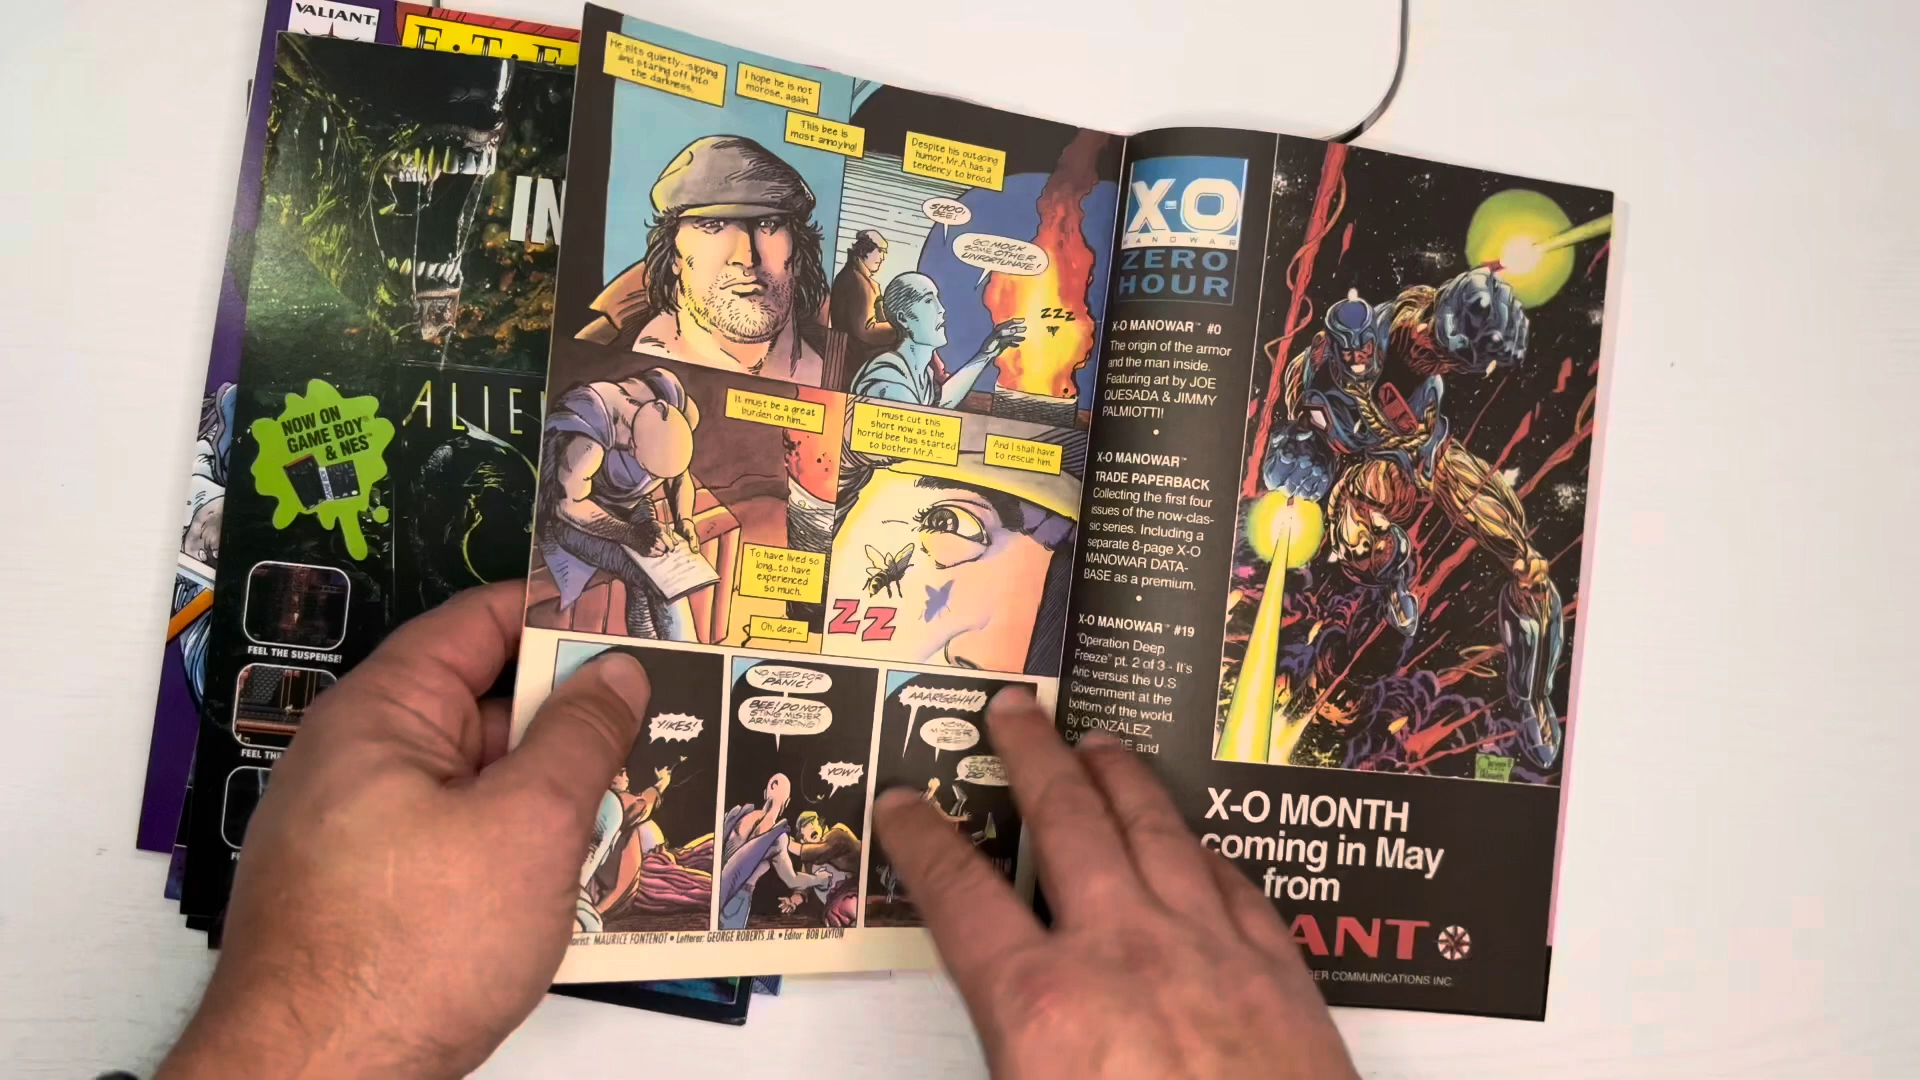 VALIANT
E·T·E
IN
ALIE
NOW ON
GAME BOY
& NES
FEEL THE SUSPENSE!
FEEL THE
He sits quietly--sipping
and staring off into
the darkness.
I hope he is not
morose, again.
This bee is
most annoying!
Despite his outgoing
humor, Mr.A has a
tendency to brood.
SHOO,
BEE!
GO MOCK
SOME OTHER
UNFORTUNATE!
ZZZ
It must be a great
burden on him...
I must cut this
short now as the
horrid bee has started
to bother Mr.A ...
And I shall have
to rescue him.
To have lived so
long...to have
experienced
so much.
Oh, dear...
ZZ
YIKES!
NO NEED FOR
PANIC!
BEE! DO NOT
STING MISTER
ARMSTRONG!
YOW!
AAARGGHH!
NOW,
MISTER
BEE
MAURICE FONTENOT • Letterer: GEORGE ROBERTS JR. • Editor: BOB LAYTON
X-O
MANOWAR
ZERO
HOUR
X-O MANOWAR™ #0
The origin of the armor
and the man inside.
Featuring art by JOE
QUESADA & JIMMY
PALMIOTTI!
•
X-O MANOWAR™
TRADE PAPERBACK
Collecting the first four
issues of the now-clas-
sic series. Including a
separate 8-page X-O
MANOWAR DATA-
BASE as a premium.
•
X-O MANOWAR™ #19
"Operation Deep
Freeze" pt. 2 of 3 - It's
Aric versus the U.S
Government at the
bottom of the world.
By GONZÁLEZ,
and
X-O MONTH
coming in May
from
ANT
COMMUNICATIONS INC.